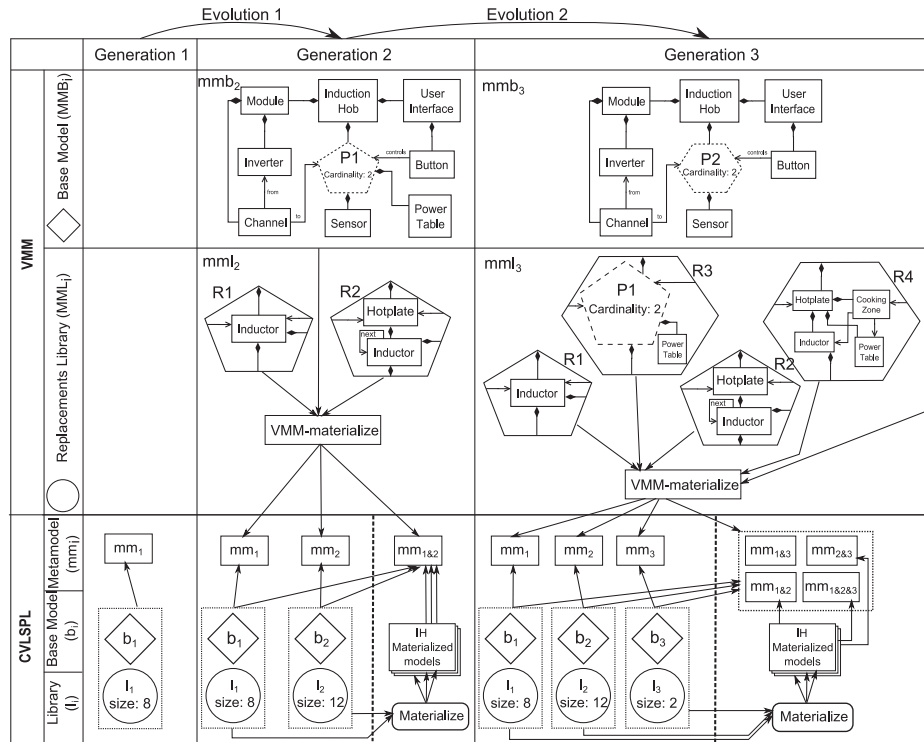 Evolution 1
Evolution 2
Generation 1
Generation 2
Generation 3
VMM
Base Model (MMBi)
mmb2
Module
Induction Hob
User Interface
Inverter
P1
Cardinality: 2
controls
Button
from
Channel
to
Sensor
Power Table
mmb3
Module
Induction Hob
User Interface
Inverter
P2
Cardinality: 2
controls
Button
from
Channel
to
Sensor
Replacements Library (MMLi)
mml2
R1
Inductor
R2
Hotplate
next
Inductor
VMM-materialize
mml3
R3
P1
Cardinality: 2
Power Table
R4
Hotplate
Cooking Zone
Inductor
Power Table
R1
Inductor
R2
Hotplate
next
Inductor
VMM-materialize
CVLSPL
Metamodel (mmi)
mm1
mm1
mm2
mm1&2
mm1
mm2
mm3
mm1&3
mm2&3
mm1&2
mm1&2&3
Base Model (bi)
b1
b1
b2
IH Materialized models
b1
b2
b3
IH Materialized models
Library (li)
l1
size: 8
l1
size: 8
l2
size: 12
Materialize
l1
size: 8
l2
size: 12
l3
size: 2
Materialize